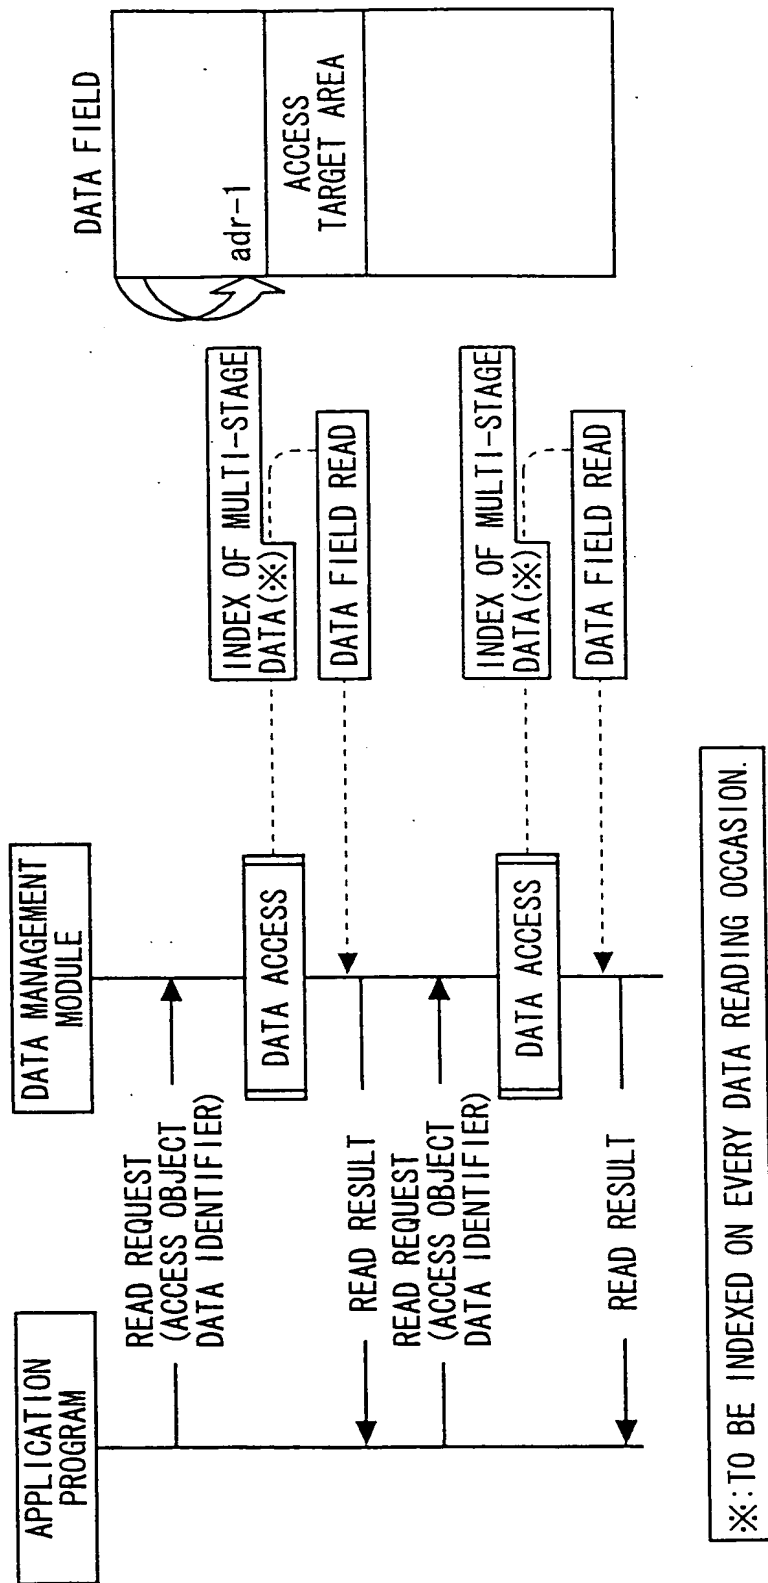 APPLICATION
PROGRAM
DATA MANAGEMENT
MODULE
DATA FIELD
READ REQUEST
(ACCESS OBJECT
DATA IDENTIFIER)
DATA ACCESS
INDEX OF MULTI-STAGE
DATA(※)
DATA FIELD READ
adr-1
ACCESS
TARGET AREA
READ RESULT
READ REQUEST
(ACCESS OBJECT
DATA IDENTIFIER)
DATA ACCESS
INDEX OF MULTI-STAGE
DATA(※)
DATA FIELD READ
READ RESULT
※:TO BE INDEXED ON EVERY DATA READING OCCASION.